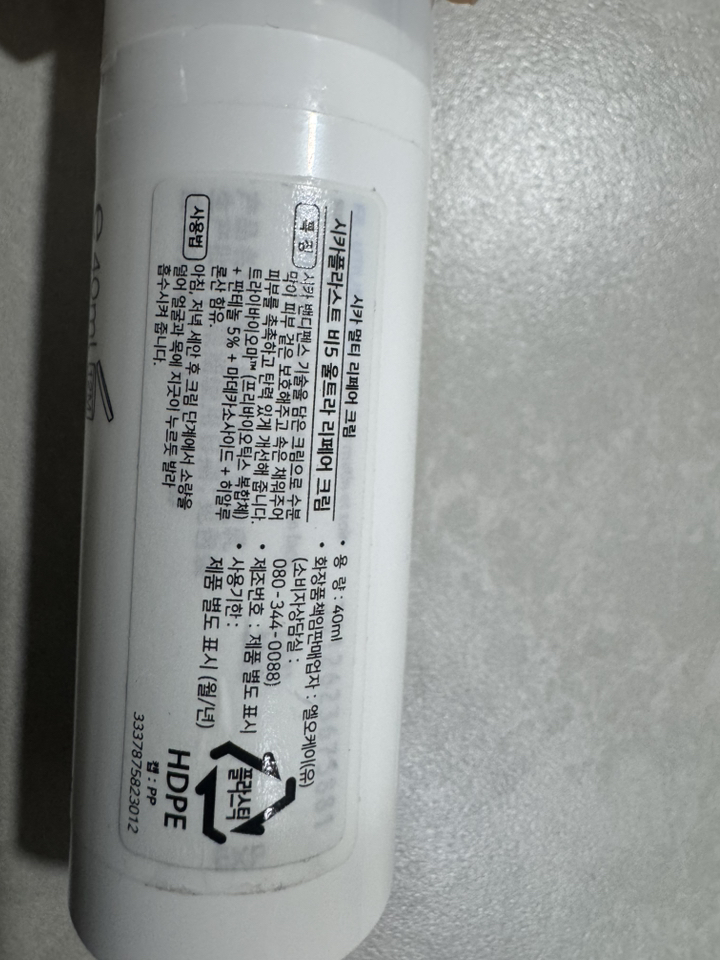 시카 멀티 리페어 크림
시카플라스트 비5 울트라 리페어 크림
특 징
시카 밴디펜스 기술을 담은 크림으로 수분
막이 피부 겉은 보호해주고 속은 채워주어
피부를 촉촉하고 탄력 있게 개선해 줍니다.
트라이바이오마™ (프리바이오틱스 복합체)
+ 판테놀 5% + 마데카소사이드 + 히알루
론산 함유.
사용법
아침, 저녁 세안 후 크림 단계에서 소량을
덜어 얼굴과 목에 지긋이 누르듯 발라
흡수시켜 줍니다.
• 용 량 : 40ml
• 화장품책임판매업자 : 엘오케이(유)
(소비자상담실 :
080-344-0088)
• 제조번호 : 제품 별도 표시
• 사용기한 :
제품 별도 표시 (월/년)
플라스틱
HDPE
캡 : PP
3337875823012
40ml